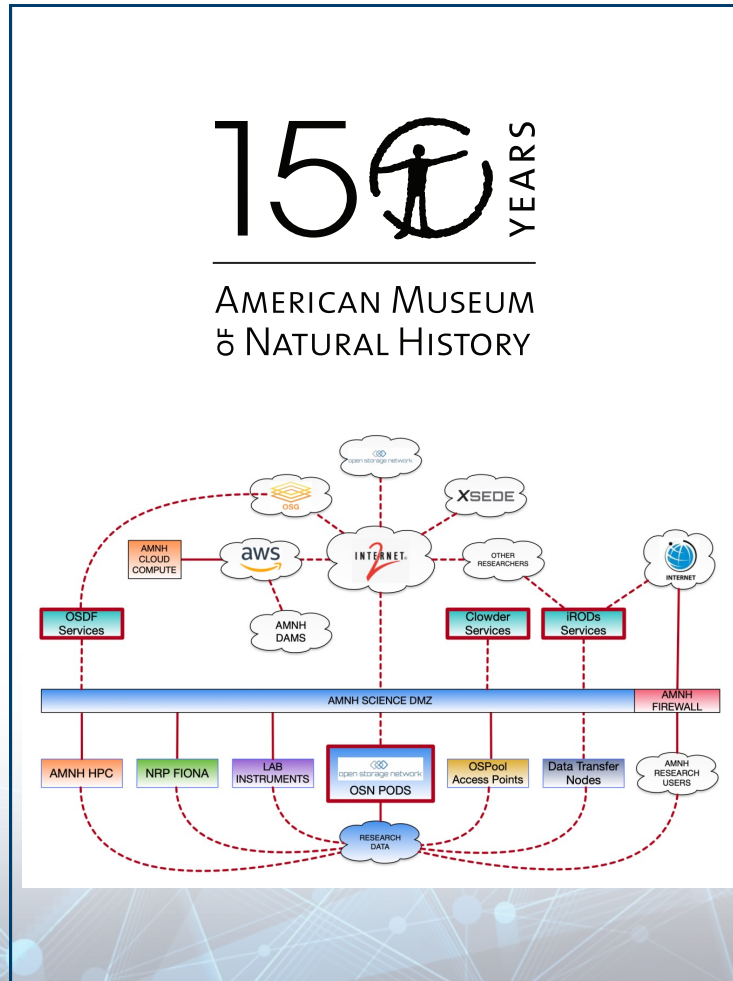 150 YEARS
AMERICAN MUSEUM
OF NATURAL HISTORY
open storage network
OSG
XSEDE
AMNH
CLOUD
COMPUTE
aws
INTERNET®
2
OTHER
RESEARCHERS
INTERNET
OSDF
Services
AMNH
DAMS
Clowder
Services
iRODs
Services
AMNH SCIENCE DMZ
AMNH
FIREWALL
AMNH HPC
NRP FIONA
LAB
INSTRUMENTS
open storage network
OSN PODS
OSPool
Access Points
Data Transfer
Nodes
AMNH
RESEARCH
USERS
RESEARCH
DATA